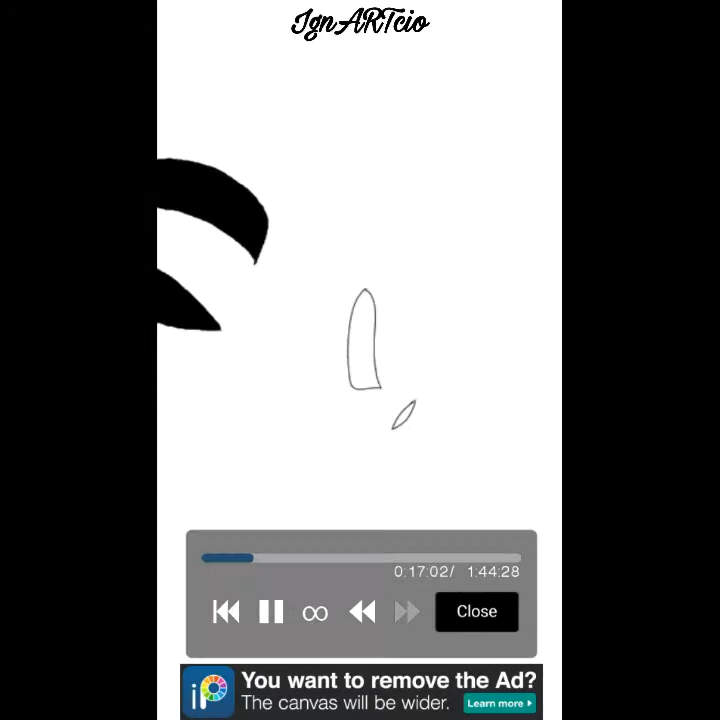 IgnARTcio
0:17:02/ 1:44:28
Close
iP
You want to remove the Ad?
The canvas will be wider.
Learn more